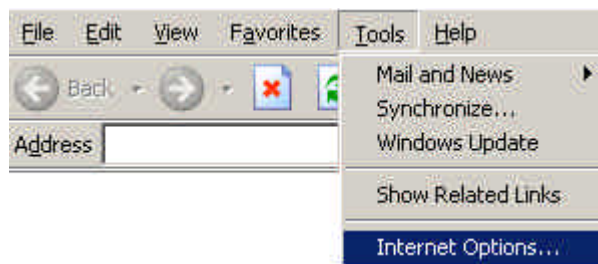 File Edit View Favorites Tools Help
Back
Address
Mail and News
Synchronize...
Windows Update
Show Related Links
Internet Options...